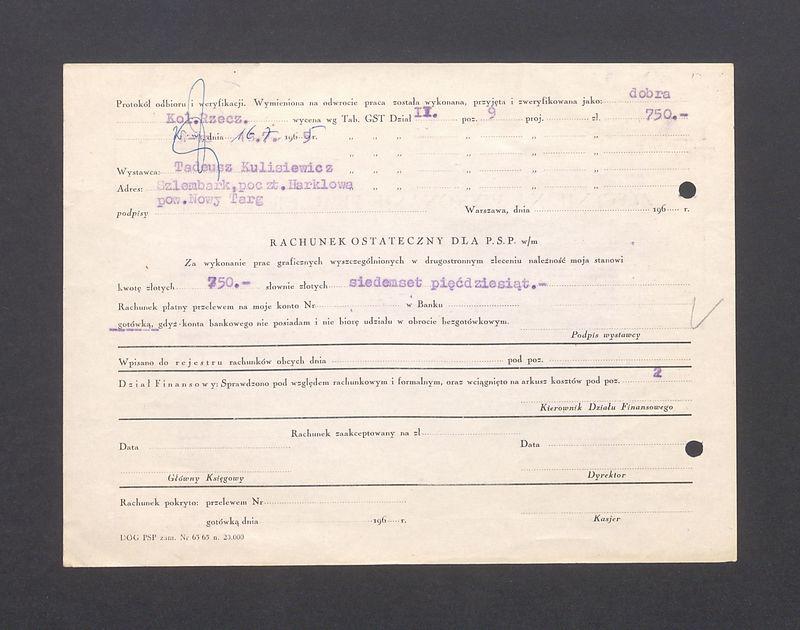 dobra
Protokół odbioru i weryfikacji. Wymieniona na odwrocie praca została wykonana, przyjęta i zweryfikowana jako:
Kol.Rzecz. wycena wg Tab. GST Dział II. poz. 9 proj. zł. 750.-
dnia 16.7. 1965 r. „ „ „ „ „ „
„ „ „ „ „ „
Wystawca: Tadeusz Kulisiewicz „ „ „ „ „ „
Adres: Szlembark,poczt.Harklowa „ „ „ „ „
pow.Nowy Targ
podpisy Warszawa, dnia 196 r.
RACHUNEK OSTATECZNY DLA P.S.P. w/m
Za wykonanie prac graficznych wyszczególnionych w drugostronnym zleceniu należność moja stanowi
kwotę złotych 750.- słownie złotych siedemset pięćdziesiąt.-
Rachunek płatny przelewem na moje konto Nr w Banku
gotówką, gdyż konta bankowego nie posiadam i nie biorę udziału w obrocie bezgotówkowym.
Podpis wystawcy
Wpisano do rejestru rachunków obcych dnia pod poz.
Dział Finansowy: Sprawdzono pod względem rachunkowym i formalnym, oraz wciągnięto na arkusz kosztów pod poz. 2
Kierownik Działu Finansowego
Rachunek zaakceptowany na zł
Data Data
Główny Księgowy Dyrektor
Rachunek pokryto: przelewem Nr
gotówką dnia 196 r. Kasjer
DOG PSP zam. Nr 65 65 n. 20.000